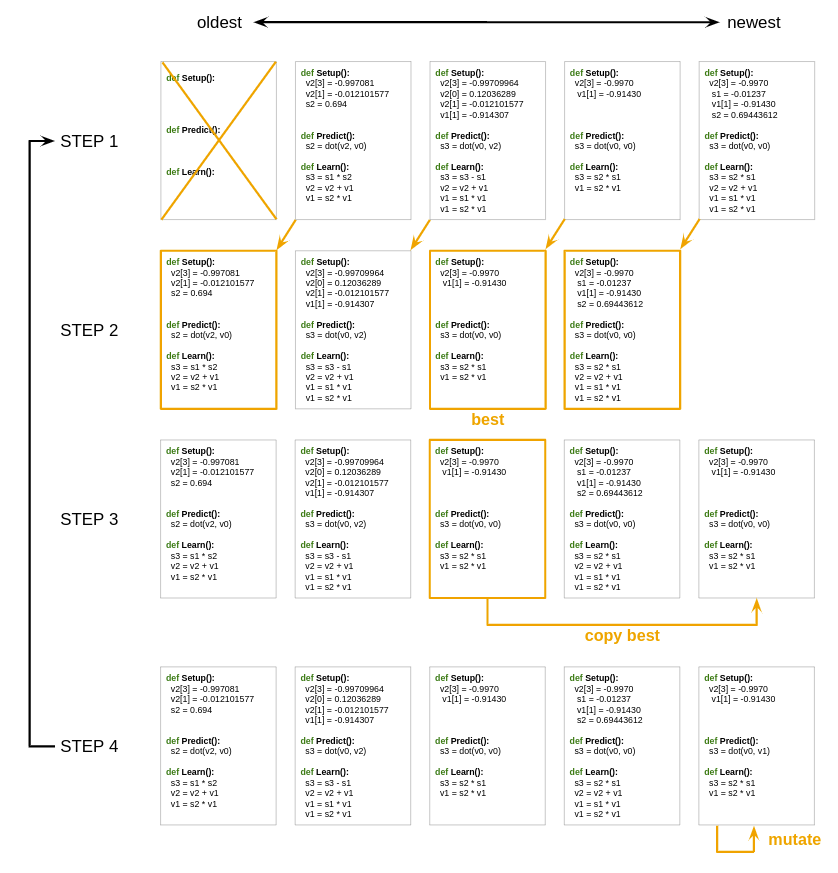 oldest newest
STEP 1
def Setup():
def Predict():
def Learn():
def Setup():
v2[3] = -0.997081
v2[1] = -0.012101577
s2 = 0.694
def Predict():
s2 = dot(v2, v0)
def Learn():
s3 = s1 * s2
v2 = v2 + v1
v1 = s2 * v1
def Setup():
v2[3] = -0.99709964
v2[0] = 0.12036289
v2[1] = -0.012101577
v1[1] = -0.914307
def Predict():
s3 = dot(v0, v2)
def Learn():
s3 = s3 - s1
v2 = v2 + v1
v1 = s1 * v1
v1 = s2 * v1
def Setup():
v2[3] = -0.9970
v1[1] = -0.91430
def Predict():
s3 = dot(v0, v0)
def Learn():
s3 = s2 * s1
v1 = s2 * v1
def Setup():
v2[3] = -0.9970
s1 = -0.01237
v1[1] = -0.91430
s2 = 0.69443612
def Predict():
s3 = dot(v0, v0)
def Learn():
s3 = s2 * s1
v2 = v2 + v1
v1 = s1 * v1
v1 = s2 * v1
STEP 2
def Setup():
v2[3] = -0.997081
v2[1] = -0.012101577
s2 = 0.694
def Predict():
s2 = dot(v2, v0)
def Learn():
s3 = s1 * s2
v2 = v2 + v1
v1 = s2 * v1
def Setup():
v2[3] = -0.99709964
v2[0] = 0.12036289
v2[1] = -0.012101577
v1[1] = -0.914307
def Predict():
s3 = dot(v0, v2)
def Learn():
s3 = s3 - s1
v2 = v2 + v1
v1 = s1 * v1
v1 = s2 * v1
def Setup():
v2[3] = -0.9970
v1[1] = -0.91430
def Predict():
s3 = dot(v0, v0)
def Learn():
s3 = s2 * s1
v1 = s2 * v1
best
def Setup():
v2[3] = -0.9970
s1 = -0.01237
v1[1] = -0.91430
s2 = 0.69443612
def Predict():
s3 = dot(v0, v0)
def Learn():
s3 = s2 * s1
v2 = v2 + v1
v1 = s1 * v1
v1 = s2 * v1
STEP 3
def Setup():
v2[3] = -0.997081
v2[1] = -0.012101577
s2 = 0.694
def Predict():
s2 = dot(v2, v0)
def Learn():
s3 = s1 * s2
v2 = v2 + v1
v1 = s2 * v1
def Setup():
v2[3] = -0.99709964
v2[0] = 0.12036289
v2[1] = -0.012101577
v1[1] = -0.914307
def Predict():
s3 = dot(v0, v2)
def Learn():
s3 = s3 - s1
v2 = v2 + v1
v1 = s1 * v1
v1 = s2 * v1
def Setup():
v2[3] = -0.9970
v1[1] = -0.91430
def Predict():
s3 = dot(v0, v0)
def Learn():
s3 = s2 * s1
v1 = s2 * v1
def Setup():
v2[3] = -0.9970
s1 = -0.01237
v1[1] = -0.91430
s2 = 0.69443612
def Predict():
s3 = dot(v0, v0)
def Learn():
s3 = s2 * s1
v2 = v2 + v1
v1 = s1 * v1
v1 = s2 * v1
def Setup():
v2[3] = -0.9970
v1[1] = -0.91430
def Predict():
s3 = dot(v0, v0)
def Learn():
s3 = s2 * s1
v1 = s2 * v1
copy best
STEP 4
def Setup():
v2[3] = -0.997081
v2[1] = -0.012101577
s2 = 0.694
def Predict():
s2 = dot(v2, v0)
def Learn():
s3 = s1 * s2
v2 = v2 + v1
v1 = s2 * v1
def Setup():
v2[3] = -0.99709964
v2[0] = 0.12036289
v2[1] = -0.012101577
v1[1] = -0.914307
def Predict():
s3 = dot(v0, v2)
def Learn():
s3 = s3 - s1
v2 = v2 + v1
v1 = s1 * v1
v1 = s2 * v1
def Setup():
v2[3] = -0.9970
v1[1] = -0.91430
def Predict():
s3 = dot(v0, v0)
def Learn():
s3 = s2 * s1
v1 = s2 * v1
def Setup():
v2[3] = -0.9970
s1 = -0.01237
v1[1] = -0.91430
s2 = 0.69443612
def Predict():
s3 = dot(v0, v0)
def Learn():
s3 = s2 * s1
v2 = v2 + v1
v1 = s1 * v1
v1 = s2 * v1
def Setup():
v2[3] = -0.9970
v1[1] = -0.91430
def Predict():
s3 = dot(v0, v1)
def Learn():
s3 = s2 * s1
v1 = s2 * v1
mutate